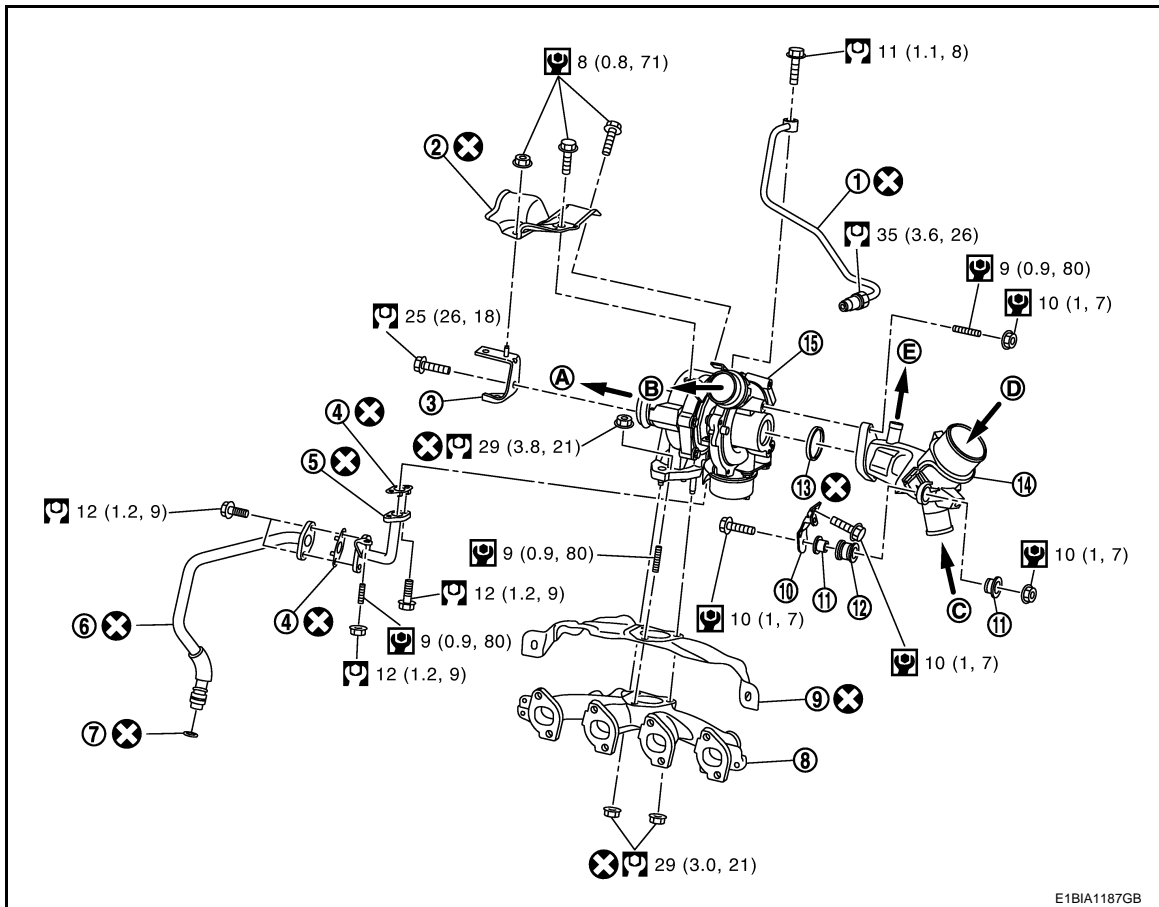 8 (0.8, 71)
11 (1.1, 8)
2
1
35 (3.6, 26)
9 (0.9, 80)
10 (1, 7)
25 (26, 18)
15
E
A
B
D
3
4
29 (3.8, 21)
5
13
14
12 (1.2, 9)
9 (0.9, 80)
10 (1, 7)
10
11
12
C
11
4
12 (1.2, 9)
10 (1, 7)
6
9 (0.9, 80)
10 (1, 7)
12 (1.2, 9)
9
7
8
29 (3.0, 21)
E1BIA1187GB